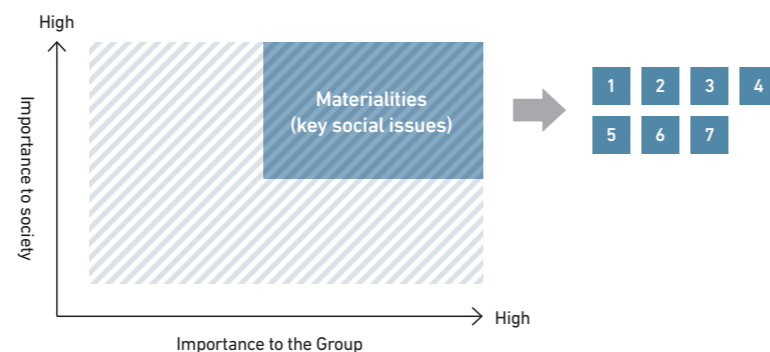 High
Importance to society
Materialities
(key social issues)
1 2 3 4
5 6 7
High
Importance to the Group